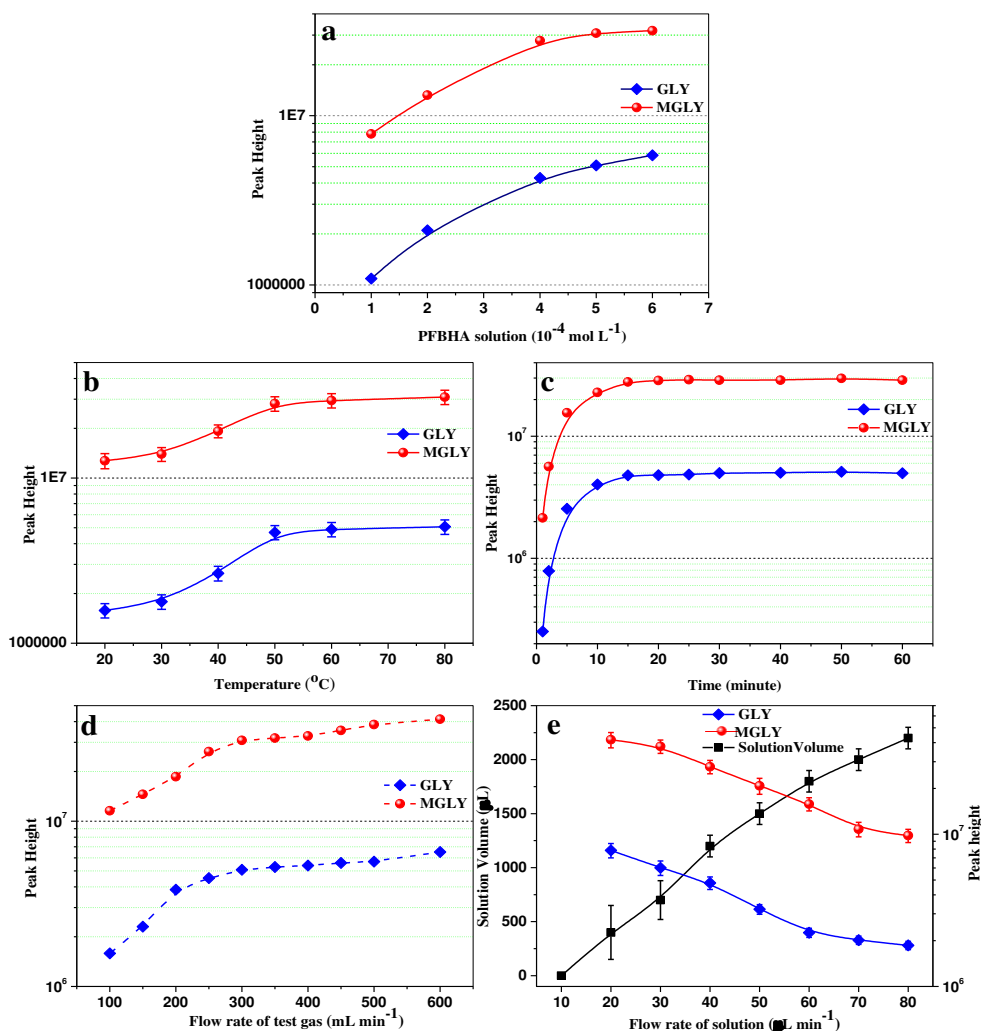 a
GLY
MGLY
1E7
1000000
Peak Height
0 1 2 3 4 5 6 7
PFBHA solution (10⁻⁴ mol L⁻¹)
b
GLY
MGLY
1E7
1000000
Peak Height
20 30 40 50 60 70 80
Temperature (°C)
c
GLY
MGLY
10⁷
10⁶
Peak Height
0 10 20 30 40 50 60
Time (minute)
d
GLY
MGLY
10⁷
10⁶
Peak Height
100 200 300 400 500 600
Flow rate of test gas (mL min⁻¹)
e
GLY
MGLY
SolutionVolume
2500
2000
1500
1000
500
0
Solution Volume ( L)
10⁷
10⁶
Peak height
10 20 30 40 50 60 70 80
Flow rate of solution ( L min⁻¹)